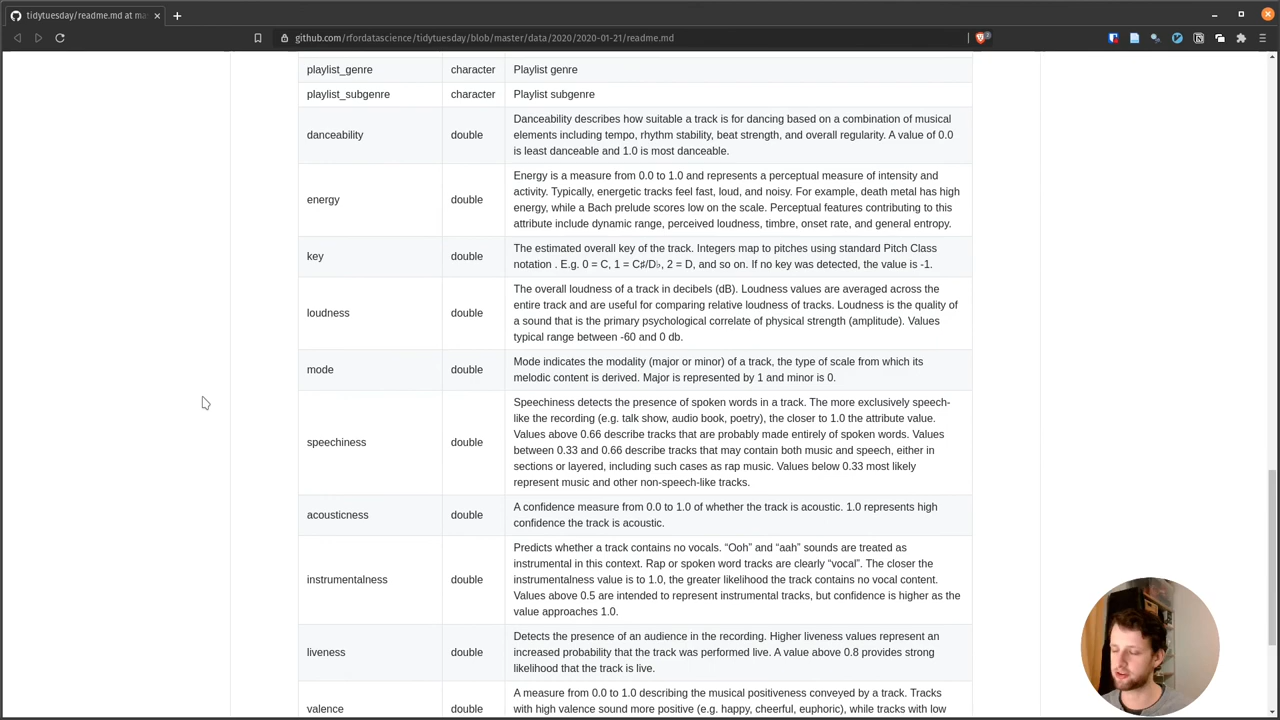 tidytuesday/readme.md at ma
github.com/rfordatascience/tidytuesday/blob/master/data/2020/2020-01-21/readme.md
playlist_genre character Playlist genre
playlist_subgenre character Playlist subgenre
Danceability describes how suitable a track is for dancing based on a combination of musical
danceability double elements including tempo, rhythm stability, beat strength, and overall regularity. A value of 0.0
is least danceable and 1.0 is most danceable.
Energy is a measure from 0.0 to 1.0 and represents a perceptual measure of intensity and
activity. Typically, energetic tracks feel fast, loud, and noisy. For example, death metal has high
energy double energy, while a Bach prelude scores low on the scale. Perceptual features contributing to this
attribute include dynamic range, perceived loudness, timbre, onset rate, and general entropy.
The estimated overall key of the track. Integers map to pitches using standard Pitch Class
key double notation . E.g. 0 = C, 1 = C♯/D♭, 2 = D, and so on. If no key was detected, the value is -1.
The overall loudness of a track in decibels (dB). Loudness values are averaged across the
entire track and are useful for comparing relative loudness of tracks. Loudness is the quality of
loudness double a sound that is the primary psychological correlate of physical strength (amplitude). Values
typical range between -60 and 0 db.
Mode indicates the modality (major or minor) of a track, the type of scale from which its
mode double melodic content is derived. Major is represented by 1 and minor is 0.
Speechiness detects the presence of spoken words in a track. The more exclusively speech-
like the recording (e.g. talk show, audio book, poetry), the closer to 1.0 the attribute value.
Values above 0.66 describe tracks that are probably made entirely of spoken words. Values
speechiness double between 0.33 and 0.66 describe tracks that may contain both music and speech, either in
sections or layered, including such cases as rap music. Values below 0.33 most likely
represent music and other non-speech-like tracks.
A confidence measure from 0.0 to 1.0 of whether the track is acoustic. 1.0 represents high
acousticness double confidence the track is acoustic.
Predicts whether a track contains no vocals. “Ooh” and “aah” sounds are treated as
instrumental in this context. Rap or spoken word tracks are clearly “vocal”. The closer the
instrumentalness double instrumentalness value is to 1.0, the greater likelihood the track contains no vocal content.
Values above 0.5 are intended to represent instrumental tracks, but confidence is higher as the
value approaches 1.0.
Detects the presence of an audience in the recording. Higher liveness values represent an
liveness double increased probability that the track was performed live. A value above 0.8 provides strong
likelihood that the track is live.
A measure from 0.0 to 1.0 describing the musical positiveness conveyed by a track. Tracks
valence double with high valence sound more positive (e.g. happy, cheerful, euphoric), while tracks with low